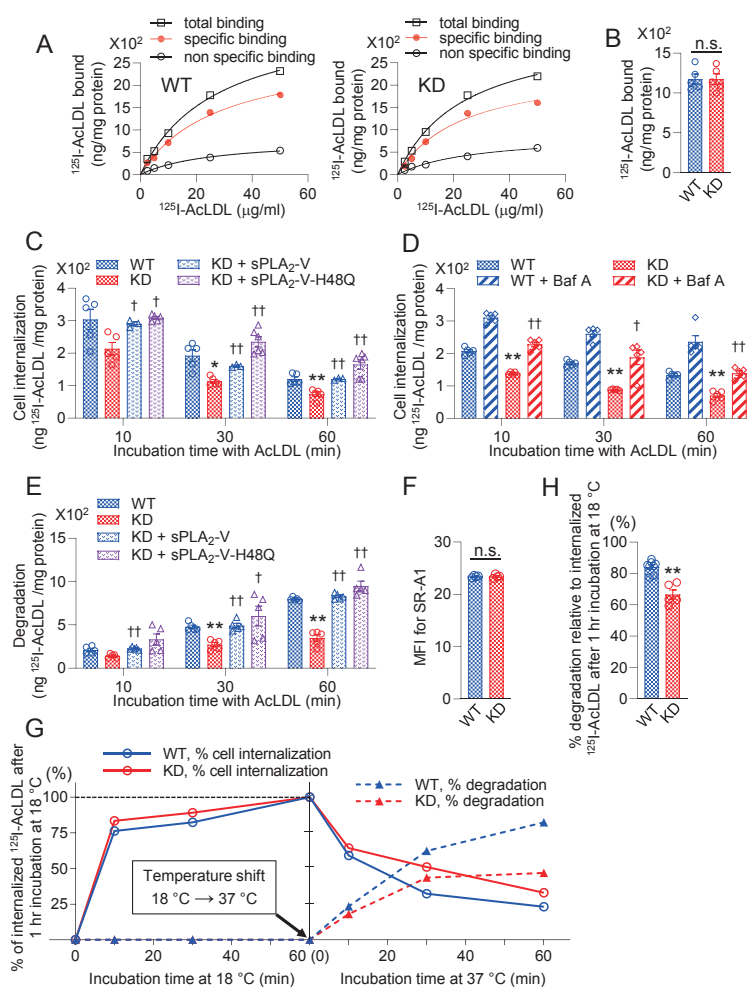 A
total binding
specific binding
non specific binding
X10²
WT
25
20
15
10
5
0
¹²⁵I-AcLDL bound
(ng/mg protein)
0 20 40 60
¹²⁵I-AcLDL (μg/ml)
total binding
specific binding
non specific binding
X10²
KD
25
20
15
10
5
0
¹²⁵I-AcLDL bound
(ng/mg protein)
0 20 40 60
¹²⁵I-AcLDL (μg/ml)
B
X10²
n.s.
20
15
10
5
0
¹²⁵I-AcLDL bound
(ng/mg protein)
WT
KD
C
X10²
WT
KD
KD + sPLA₂-V
KD + sPLA₂-V-H48Q
4
3
2
1
0
Cell internalization
(ng ¹²⁵I-AcLDL /mg protein)
† †
* †† ††
** †† ††
10 30 60
Incubation time with AcLDL (min)
D
X10²
WT
WT + Baf A
KD
KD + Baf A
4
3
2
1
0
Cell internalization
(ng ¹²⁵I-AcLDL /mg protein)
** ††
** †
** ††
10 30 60
Incubation time with AcLDL (min)
E
X10²
WT
KD
KD + sPLA₂-V
KD + sPLA₂-V-H48Q
15
10
5
0
Degradation
(ng ¹²⁵I-AcLDL /mg protein)
††
** †† †
** †† ††
10 30 60
Incubation time with AcLDL (min)
F
n.s.
30
20
10
0
MFI for SR-A1
WT
KD
H
(%)
100
80
60
40
20
0
% degradation relative to internalized
¹²⁵I-AcLDL after 1 hr incubation at 18 °C
**
WT
KD
G
WT, % cell internalization
KD, % cell internalization
WT, % degradation
KD, % degradation
(%)
100
75
50
25
% of internalized ¹²⁵I-AcLDL after
1 hr incubation at 18 °C
Temperature shift
18 °C → 37 °C
0 20 40 60 (0) 20 40 60
Incubation time at 18 °C (min)
Incubation time at 37 °C (min)